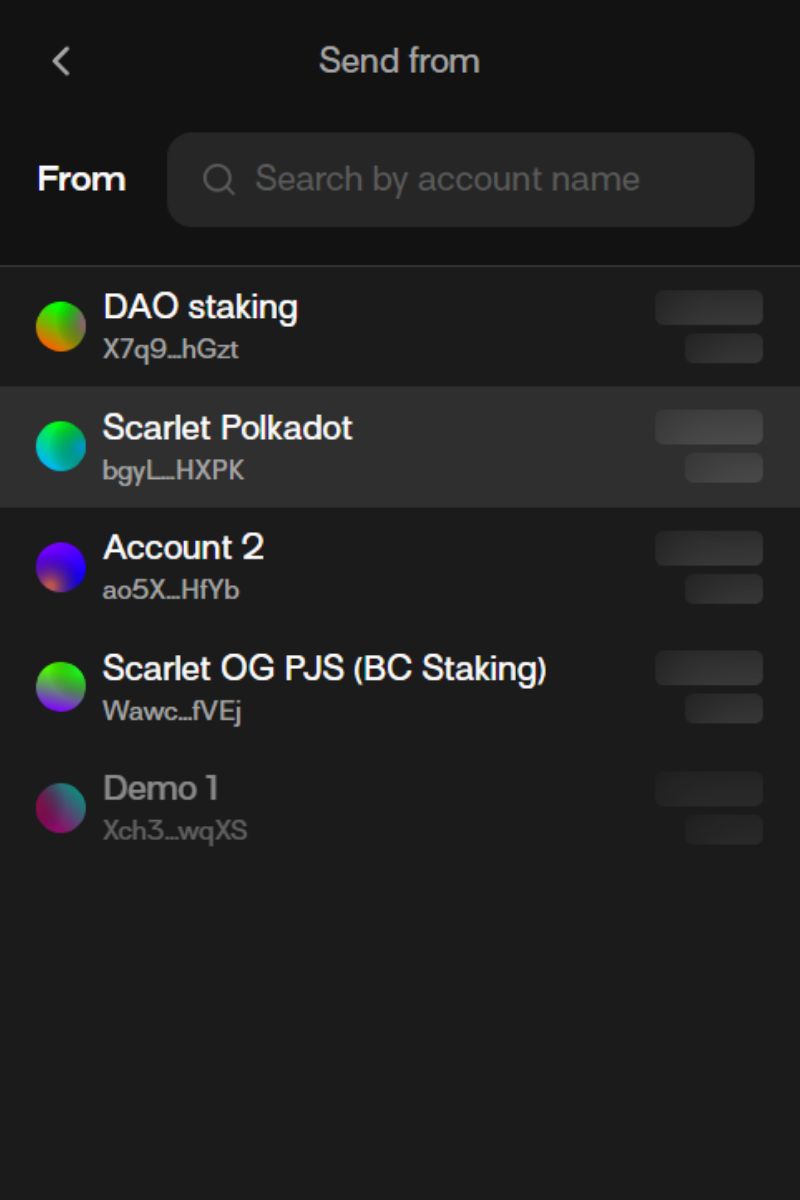 Send from
From
Search by account name
DAO staking
X7q9...hGzt
Scarlet Polkadot
bgyL...HXPK
Account 2
ao5X...HfYb
Scarlet OG PJS (BC Staking)
Wawc...fVEj
Demo 1
Xch3...wqXS